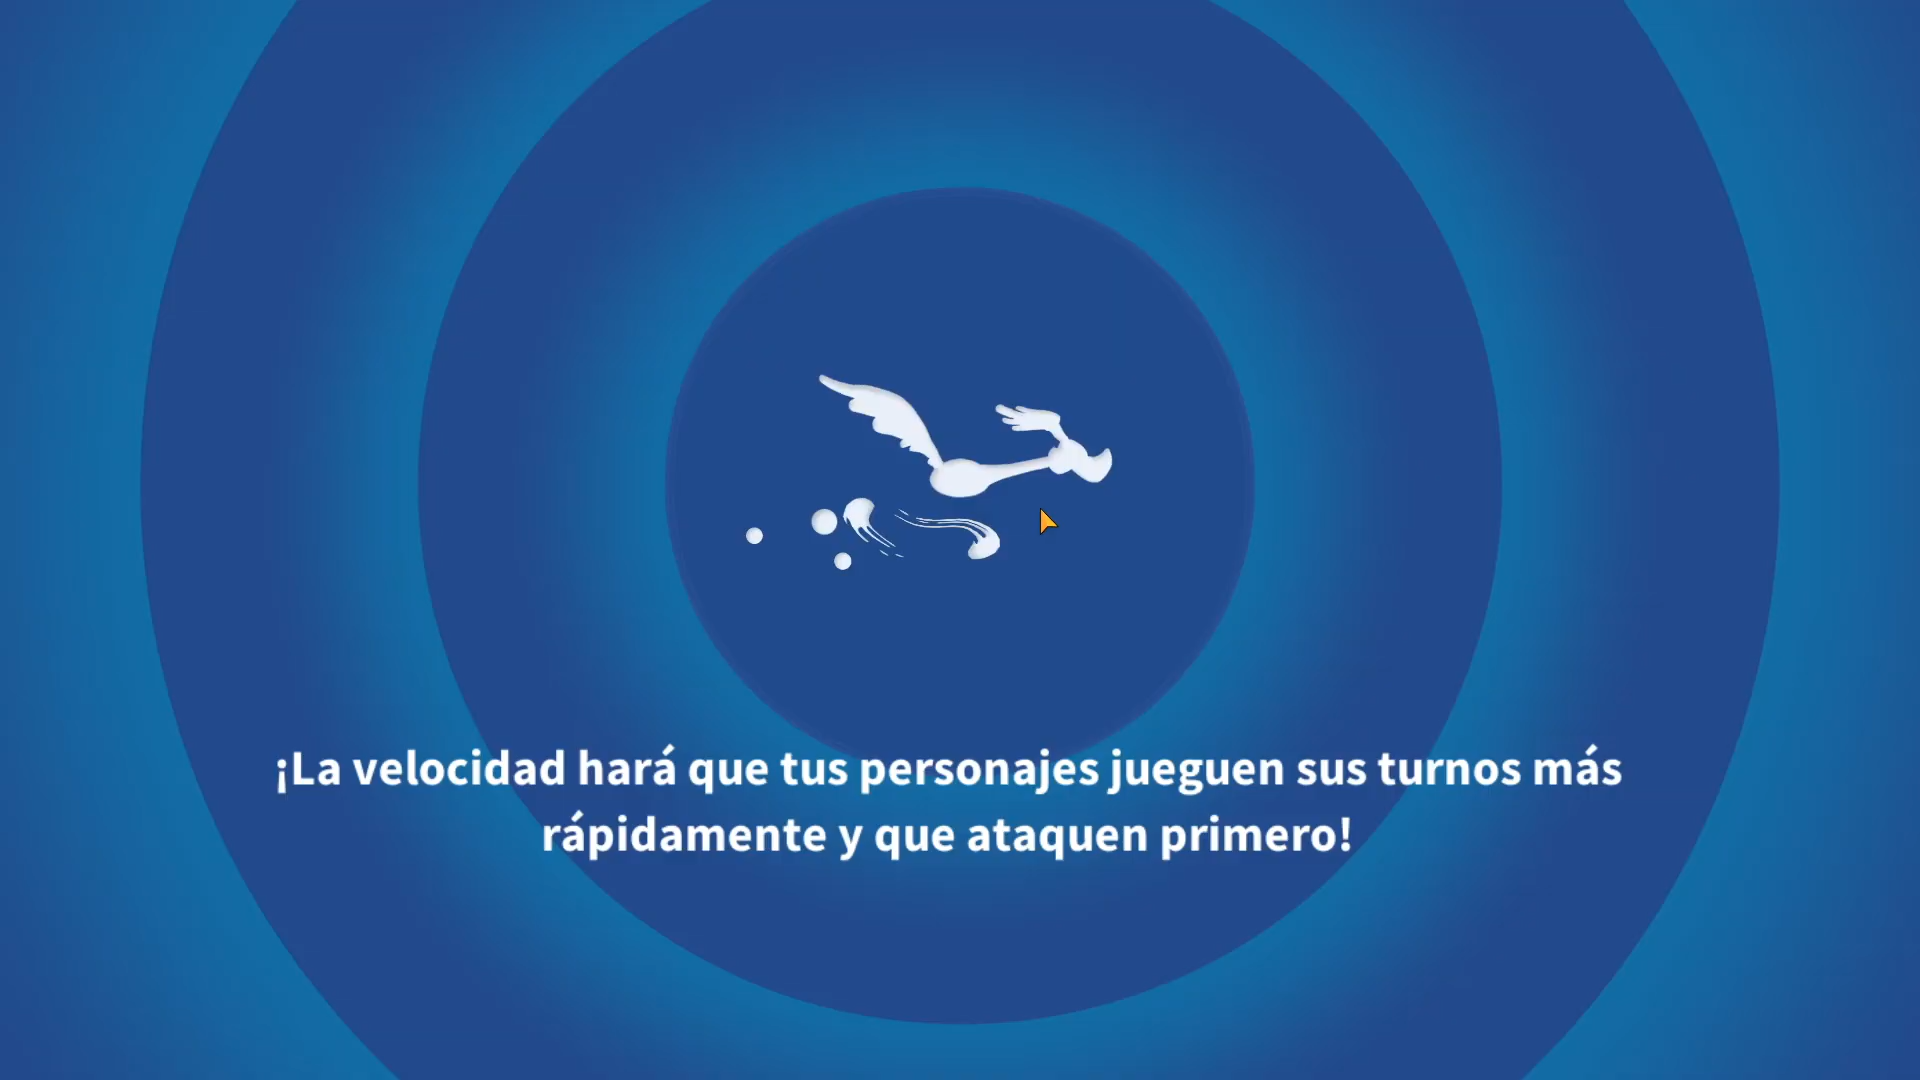 ¡La velocidad hará que tus personajes jueguen sus turnos más
rápidamente y que ataquen primero!